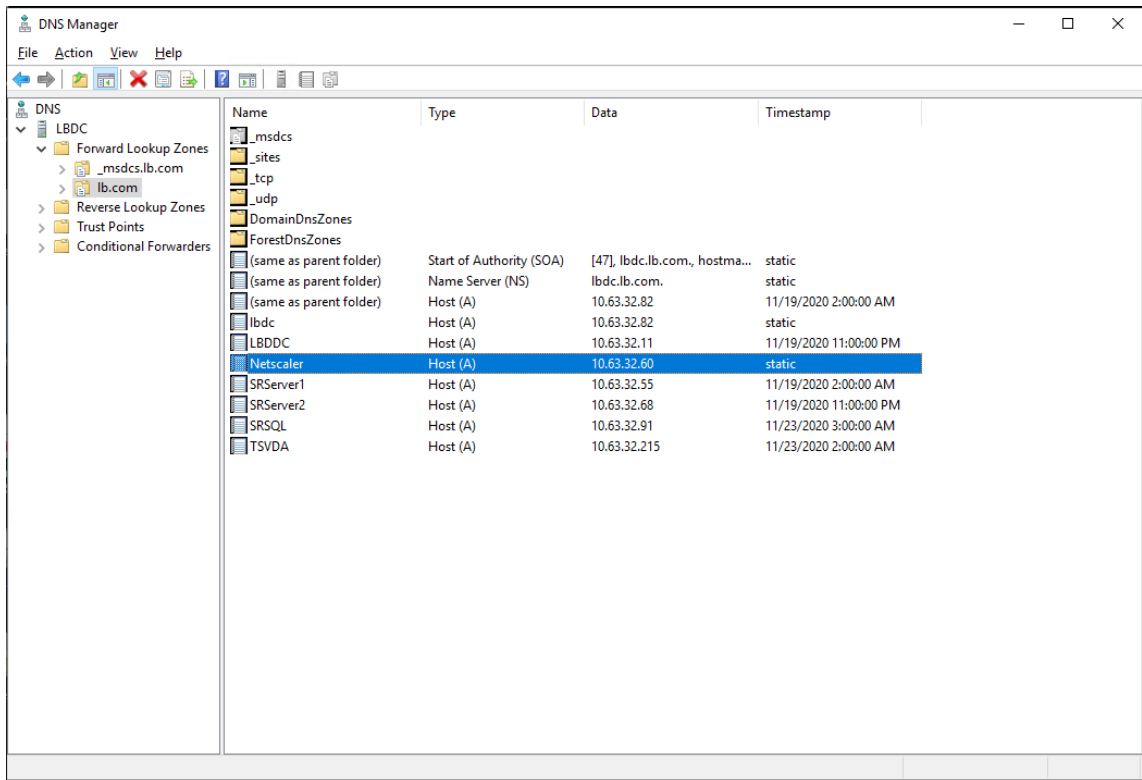 DNS Manager
File Action View Help
DNS
LBDC
Forward Lookup Zones
_msdcs.lb.com
lb.com
Reverse Lookup Zones
Trust Points
Conditional Forwarders
Name Type Data Timestamp
_msdcs
_sites
_tcp
_udp
DomainDnsZones
ForestDnsZones
(same as parent folder) Start of Authority (SOA) [47], lbdc.lb.com., hostma... static
(same as parent folder) Name Server (NS) lbdc.lb.com. static
(same as parent folder) Host (A) 10.63.32.82 11/19/2020 2:00:00 AM
lbdc Host (A) 10.63.32.82 static
LBDDC Host (A) 10.63.32.11 11/19/2020 11:00:00 PM
Netscaler Host (A) 10.63.32.60 static
SRServer1 Host (A) 10.63.32.55 11/19/2020 2:00:00 AM
SRServer2 Host (A) 10.63.32.68 11/19/2020 11:00:00 PM
SRSQL Host (A) 10.63.32.91 11/23/2020 3:00:00 AM
TSVDA Host (A) 10.63.32.215 11/23/2020 2:00:00 AM